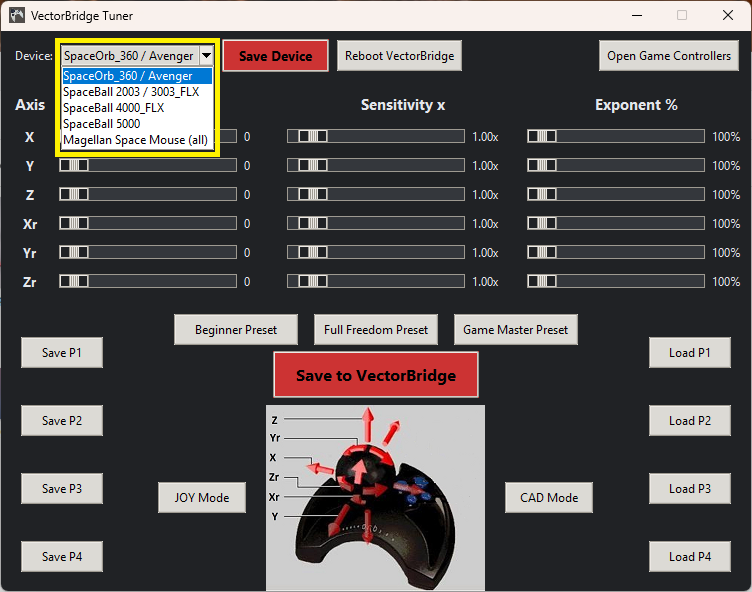 VectorBridge Tuner
Device: SpaceOrb_360 / Avenger Save Device Reboot VectorBridge Open Game Controllers
SpaceOrb_360 / Avenger
SpaceBall 2003 / 3003_FLX
SpaceBall 4000_FLX
SpaceBall 5000
Magellan Space Mouse (all)
Axis Sensitivity x Exponent %
X 0 1.00x 100%
Y 0 1.00x 100%
Z 0 1.00x 100%
Xr 0 1.00x 100%
Yr 0 1.00x 100%
Zr 0 1.00x 100%
Beginner Preset Full Freedom Preset Game Master Preset
Save P1 Load P1
Save to VectorBridge
Save P2 Load P2
Save P3 Load P3
JOY Mode CAD Mode
Save P4 Load P4
Z
Yr
X
Zr
Xr
Y